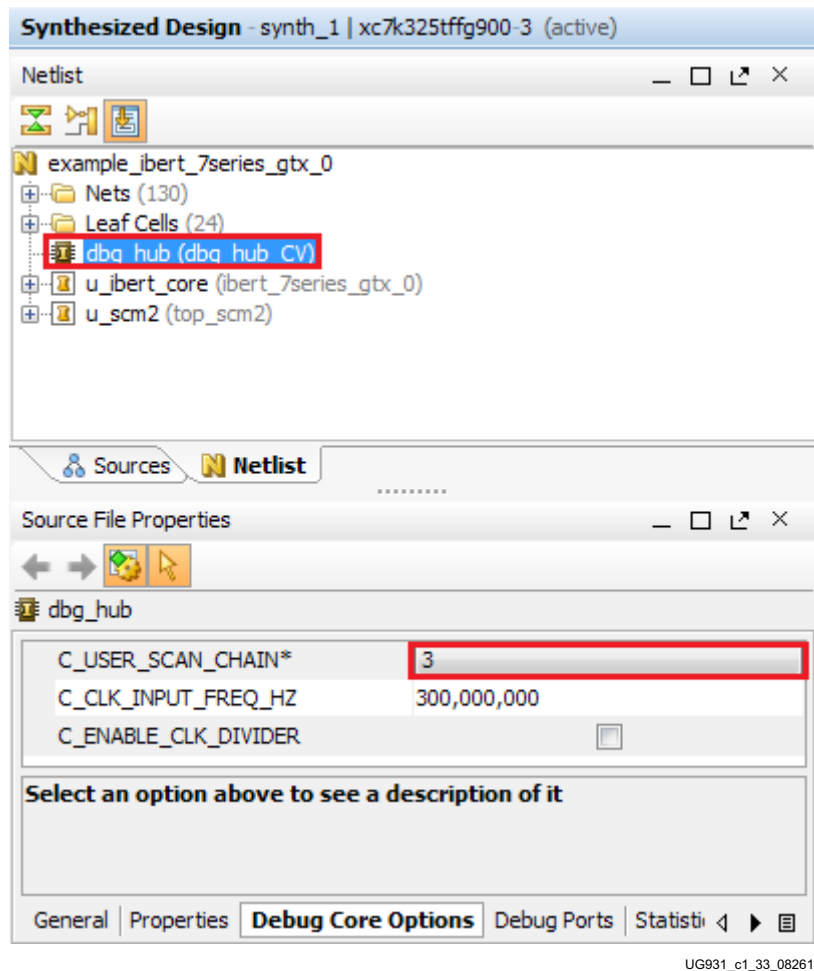 Synthesized Design - synth_1 | xc7k325tffg900-3 (active)
Netlist
example_ibert_7series_gtx_0
Nets (130)
Leaf Cells (24)
dbg_hub (dbg_hub_CV)
u_ibert_core (ibert_7series_gtx_0)
u_scm2 (top_scm2)
Sources Netlist
Source File Properties
dbg_hub
C_USER_SCAN_CHAIN* 3
C_CLK_INPUT_FREQ_HZ 300,000,000
C_ENABLE_CLK_DIVIDER
Select an option above to see a description of it
General Properties Debug Core Options Debug Ports Statisti
UG931_c1_33_08261